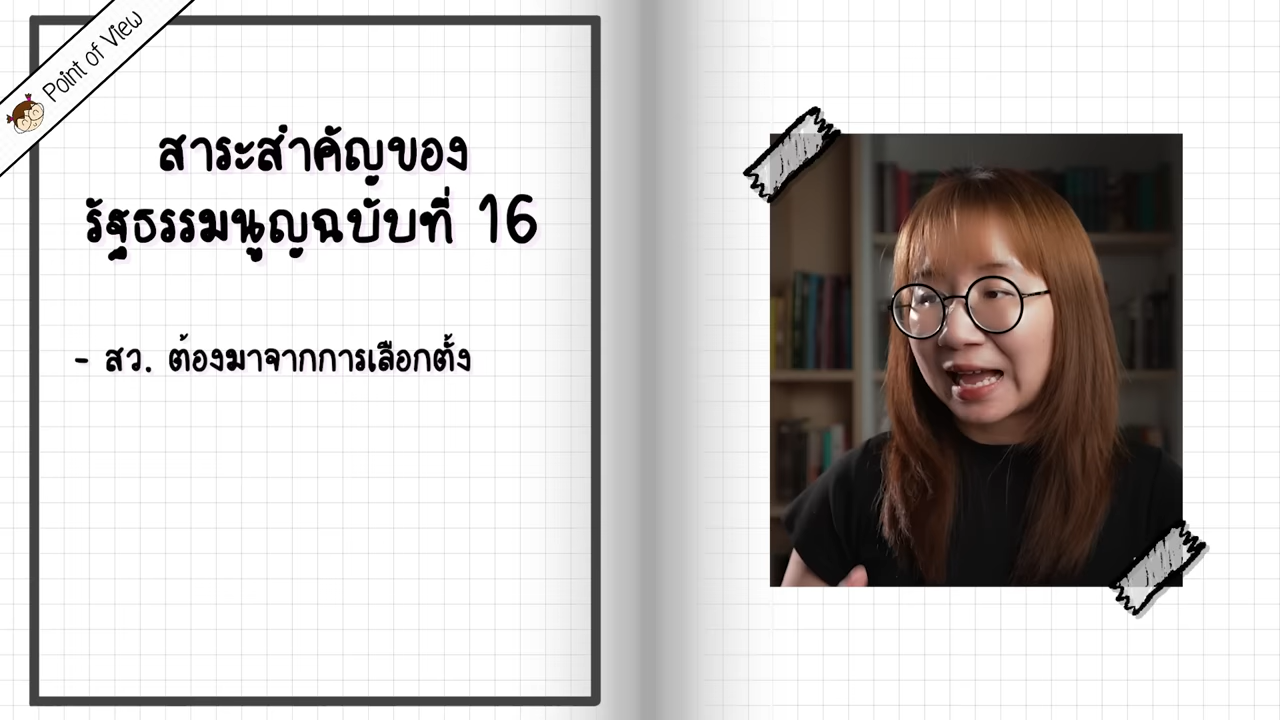 Point of View
สาระสำคัญของ
รัฐธรรมนูญฉบับที่ 16
- สว. ต้องมาจากการเลือกตั้ง